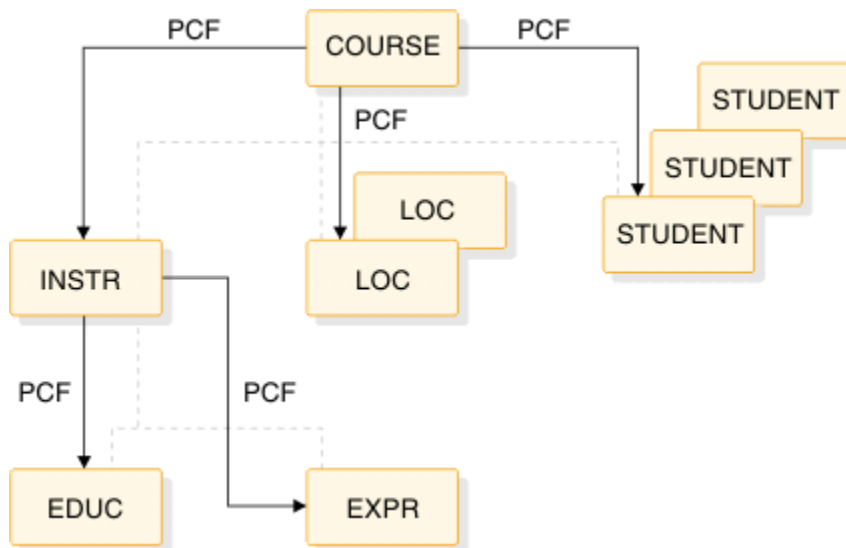 PCF
COURSE
PCF
STUDENT
PCF
STUDENT
LOC
STUDENT
INSTR
LOC
PCF
PCF
EDUC
EXPR